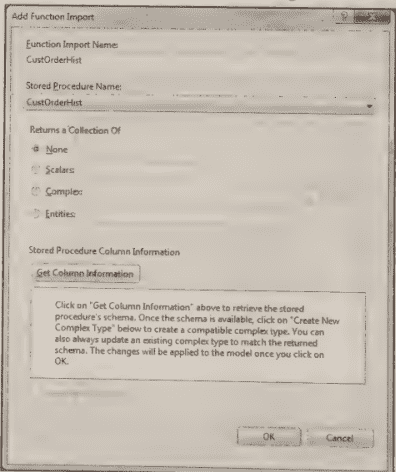 Add Function Import
Function Import Name:
CustOrderHist
Stored Procedure Name:
CustOrderHist
Returns a Collection Of
None
Scalars:
Complex:
Entities:
Stored Procedure Column Information
Get Column Information
Click on "Get Column Information" above to retrieve the stored
procedure's schema. Once the schema is available, click on "Create New
Complex Type" below to create a compatible complex type. You can
also always update an existing complex type to match the returned
schema. The changes will be applied to the model once you click on
OK.
OK
Cancel